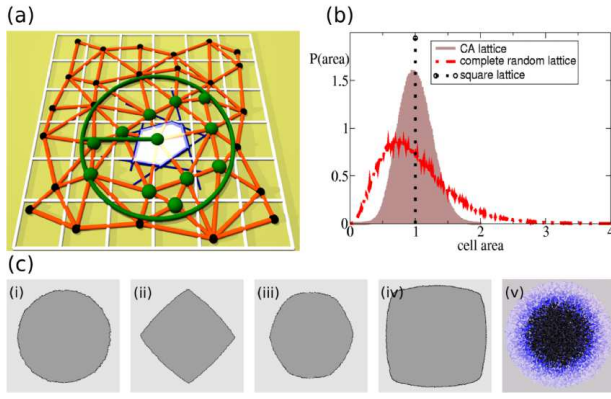 (a)
(b)
P(area)
CA lattice
complete random lattice
square lattice
1.5
1
0.5
0
0
1
2
3
4
cell area
(c)
(i)
(ii)
(iii)
(iv)
(v)